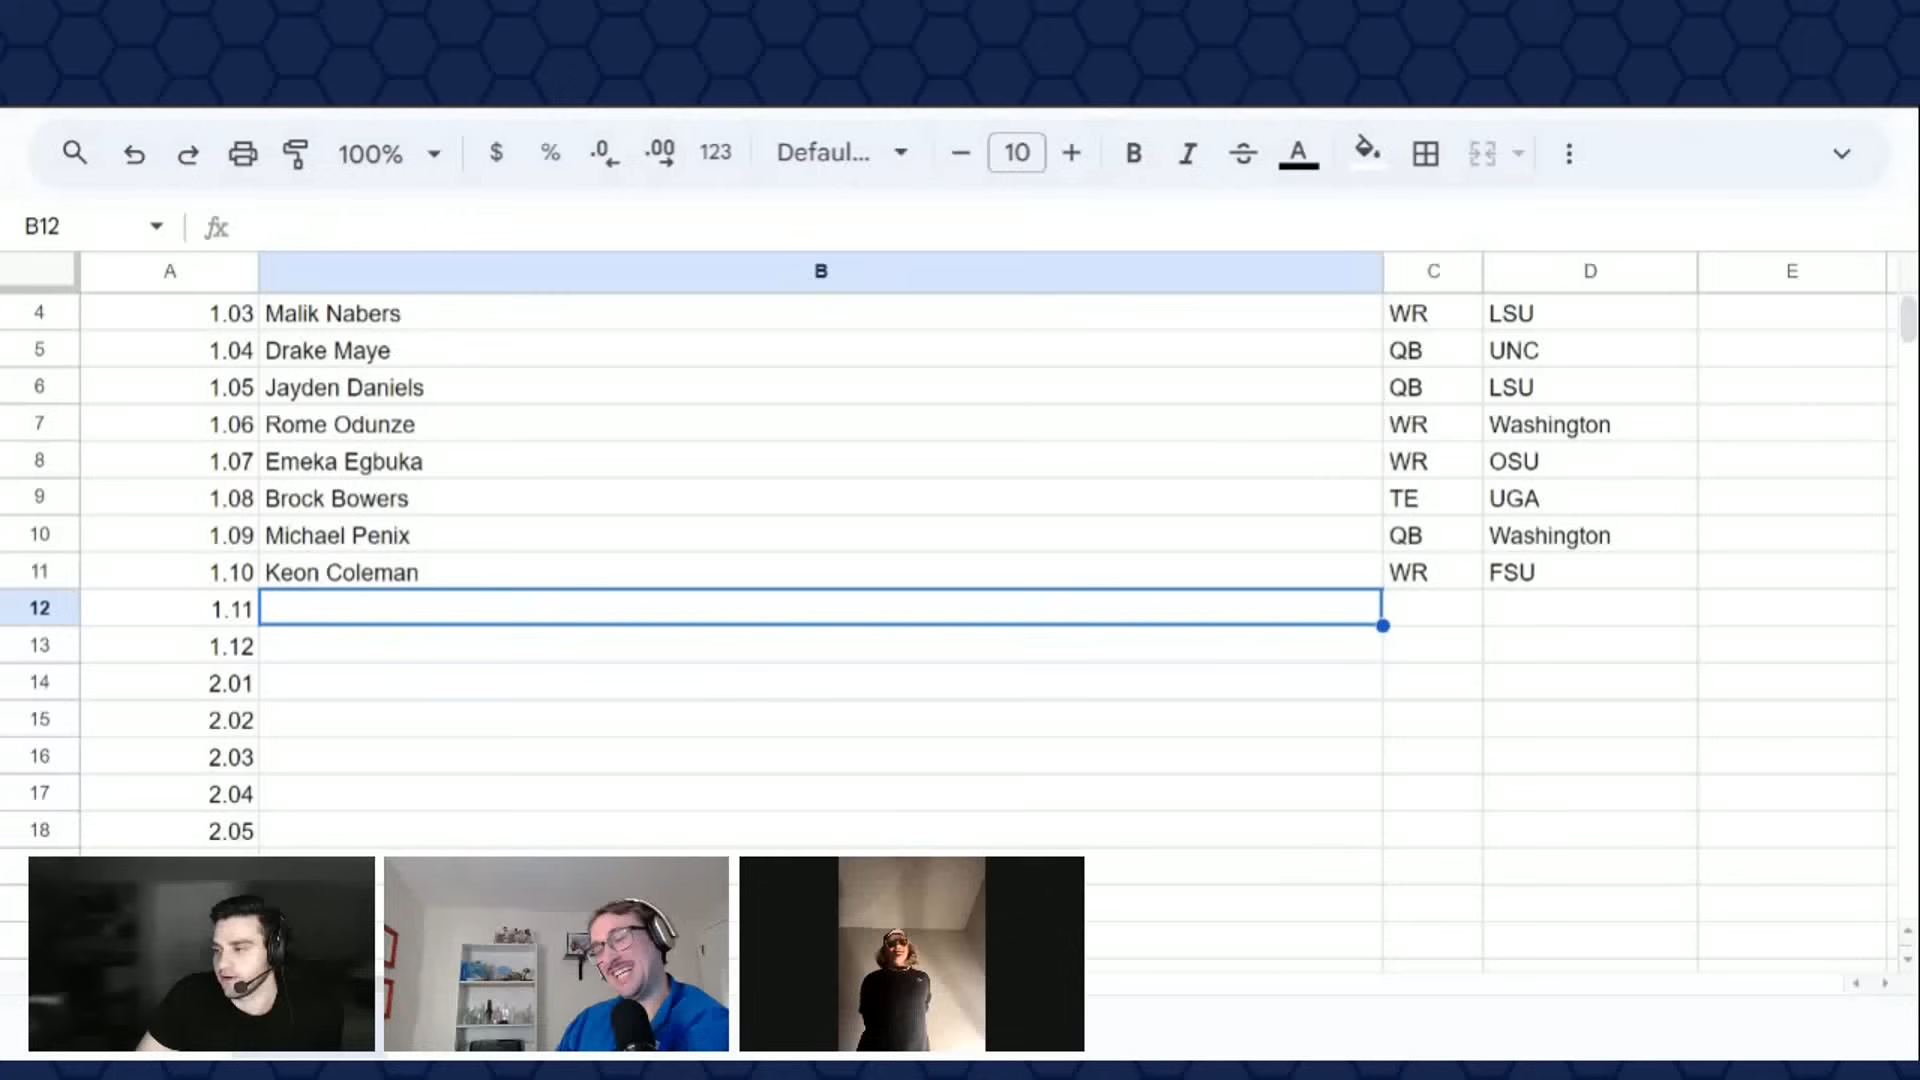 100% $ % .0 .00 123 Defaul... 10 B I A
B12 fx
A B C D E
4 1.03 Malik Nabers WR LSU
5 1.04 Drake Maye QB UNC
6 1.05 Jayden Daniels QB LSU
7 1.06 Rome Odunze WR Washington
8 1.07 Emeka Egbuka WR OSU
9 1.08 Brock Bowers TE UGA
10 1.09 Michael Penix QB Washington
11 1.10 Keon Coleman WR FSU
12 1.11
13 1.12
14 2.01
15 2.02
16 2.03
17 2.04
18 2.05